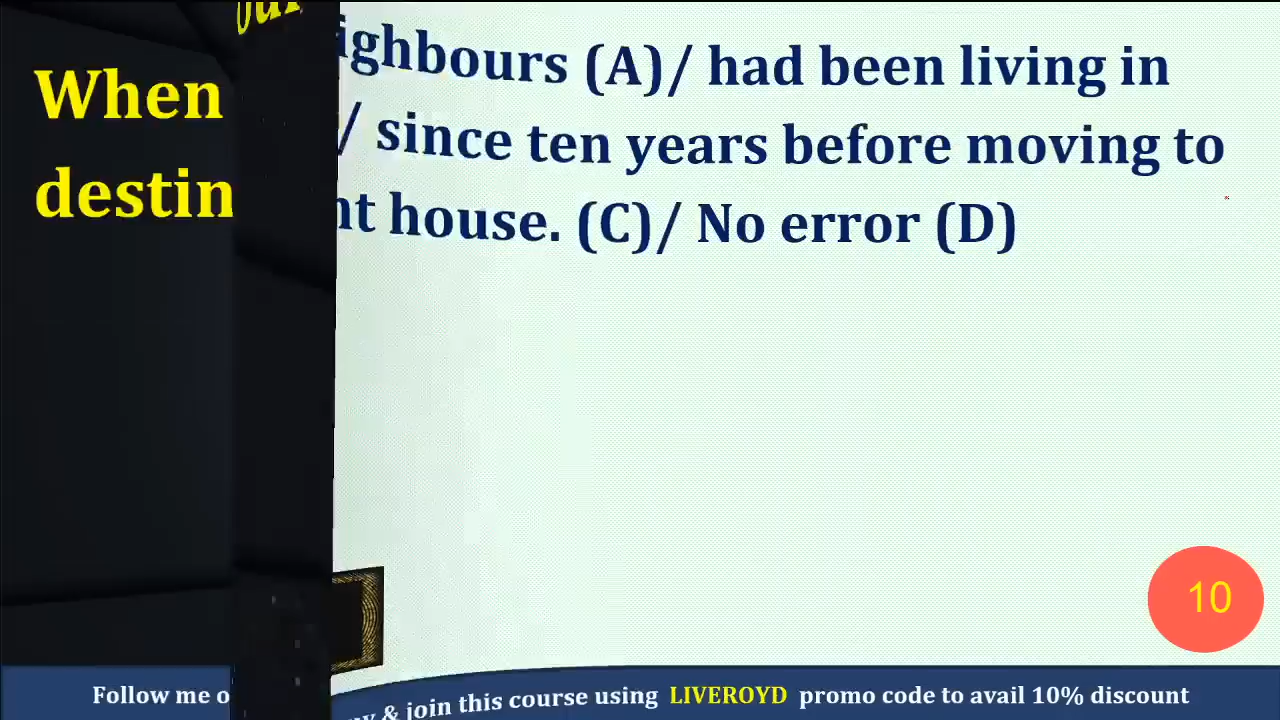 When
ighbours (A)/ had been living in
/ since ten years before moving to
destin
nt house. (C)/ No error (D)
10
Follow me o
& join this course using LIVEROYD promo code to avail 10% discount